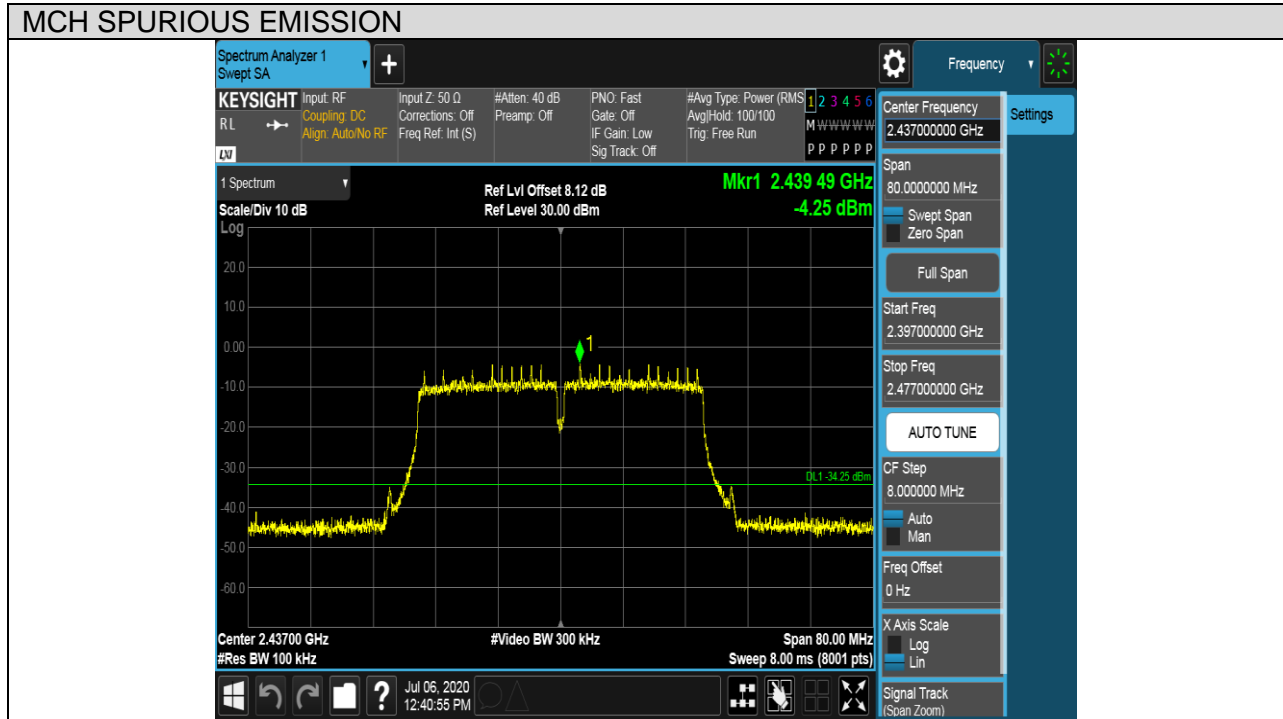 MCH SPURIOUS EMISSION
Spectrum Analyzer 1
Swept SA
+
Frequency
KEYSIGHT
RL
LXI
Input: RF
Coupling: DC
Align: Auto/No RF
Input Z: 50 Ω
Corrections: Off
Freq Ref: Int (S)
#Atten: 40 dB
Preamp: Off
PNO: Fast
Gate: Off
IF Gain: Low
Sig Track: Off
#Avg Type: Power (RMS
Avg|Hold: 100/100
Trig: Free Run
1 2 3 4 5 6
M W W W W W
P P P P P P
1 Spectrum
Scale/Div 10 dB
Ref Lvl Offset 8.12 dB
Ref Level 30.00 dBm
Mkr1 2.439 49 GHz
-4.25 dBm
Log
20.0
10.0
0.00
-10.0
-20.0
-30.0
-40.0
-50.0
-60.0
1
DL1 -34.25 dBm
Center 2.43700 GHz
#Res BW 100 kHz
#Video BW 300 kHz
Span 80.00 MHz
Sweep 8.00 ms (8001 pts)
?
Jul 06, 2020
12:40:55 PM
Center Frequency
2.437000000 GHz
Settings
Span
80.0000000 MHz
Swept Span
Zero Span
Full Span
Start Freq
2.397000000 GHz
Stop Freq
2.477000000 GHz
AUTO TUNE
CF Step
8.000000 MHz
Auto
Man
Freq Offset
0 Hz
X Axis Scale
Log
Lin
Signal Track
(Span Zoom)